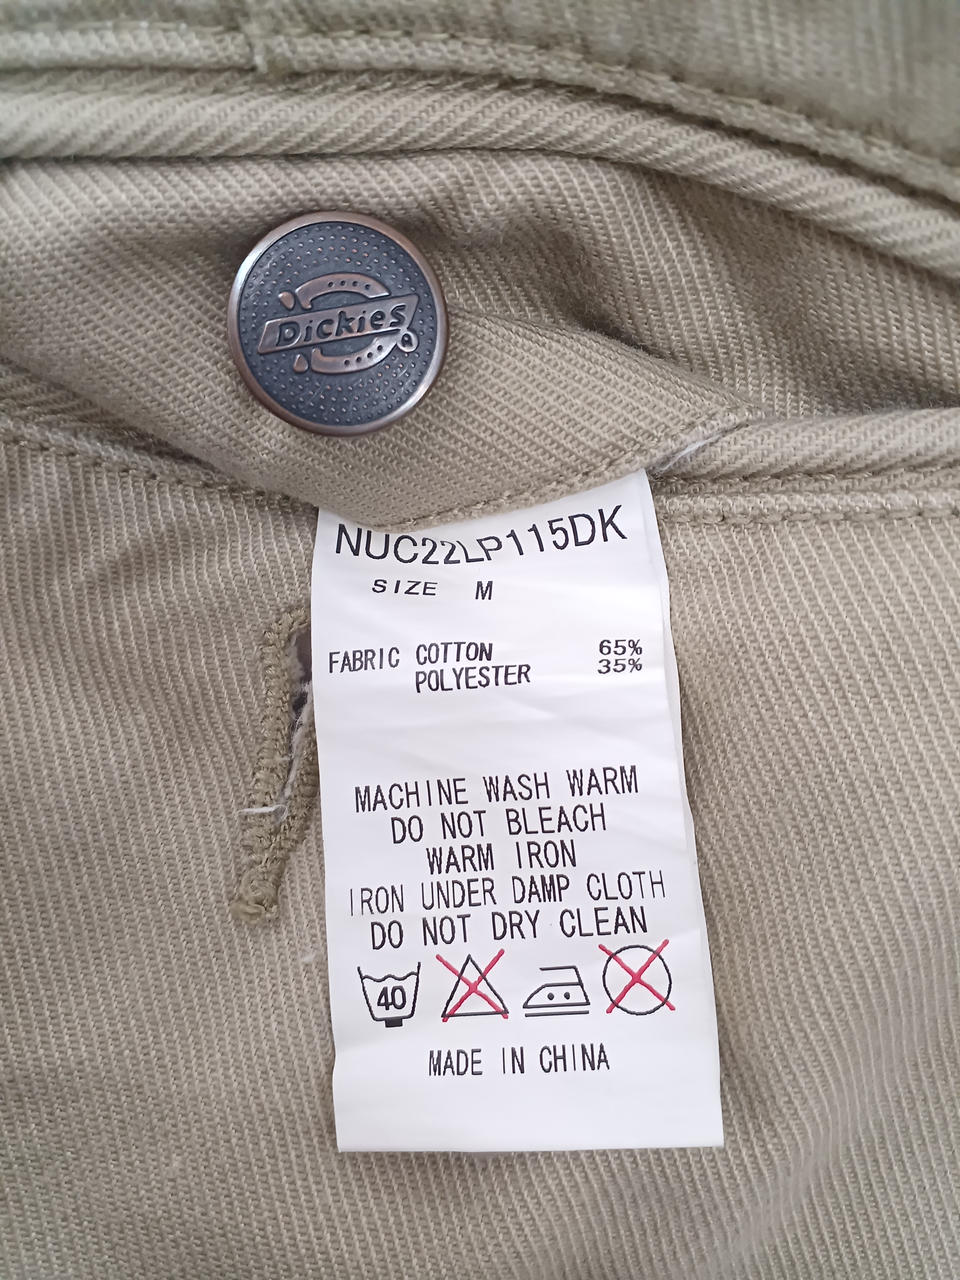 Dickies
NUC22LP115DK
SIZE M
FABRIC COTTON 65%
POLYESTER 35%
MACHINE WASH WARM
DO NOT BLEACH
WARM IRON
IRON UNDER DAMP CLOTH
DO NOT DRY CLEAN
40
MADE IN CHINA